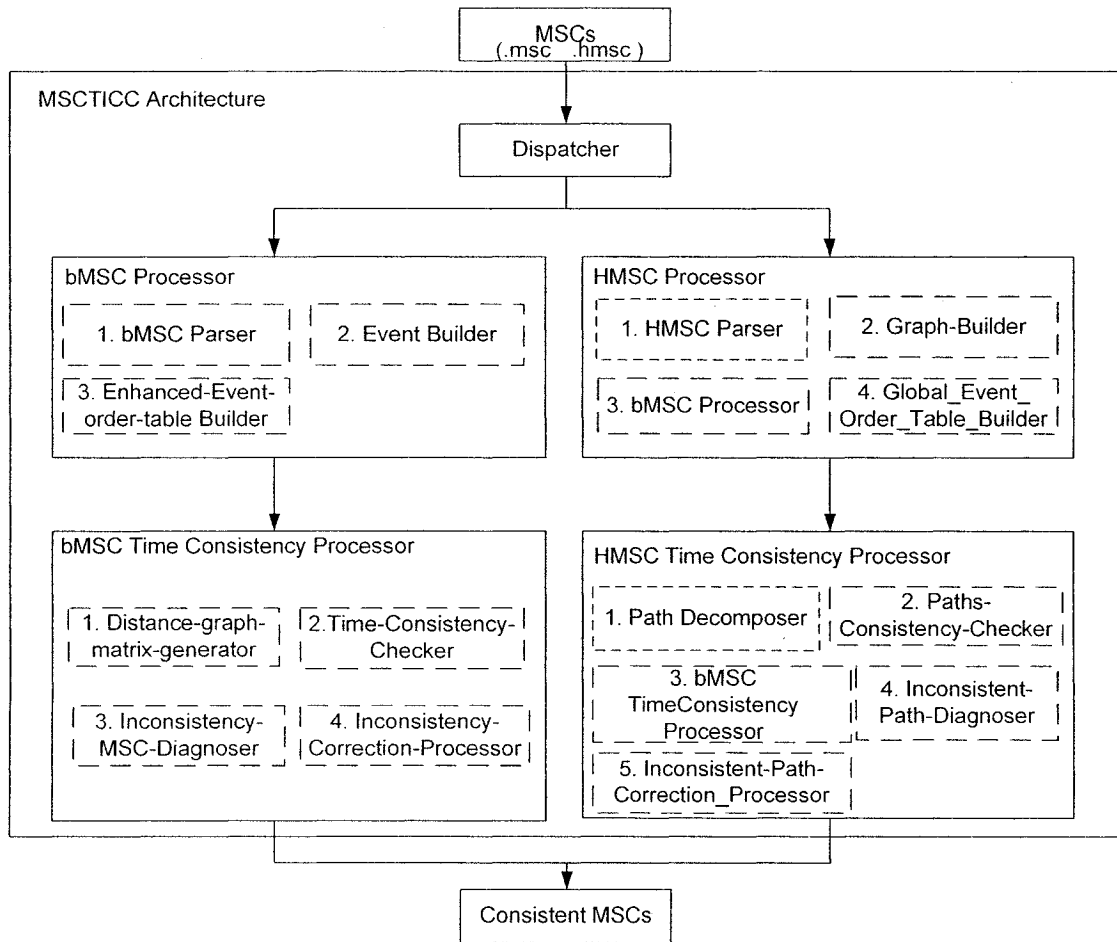 MSCs
(.msc .hmsc )
MSCTICC Architecture
Dispatcher
bMSC Processor
1. bMSC Parser
2. Event Builder
3. Enhanced-Event-
order-table Builder
HMSC Processor
1. HMSC Parser
2. Graph-Builder
3. bMSC Processor
4. Global_Event_
Order_Table_Builder
bMSC Time Consistency Processor
1. Distance-graph-
matrix-generator
2.Time-Consistency-
Checker
3. Inconsistency-
MSC-Diagnoser
4. Inconsistency-
Correction-Processor
HMSC Time Consistency Processor
1. Path Decomposer
2. Paths-
Consistency-Checker
3. bMSC
TimeConsistency
Processor
4. Inconsistent-
Path-Diagnoser
5. Inconsistent-Path-
Correction_Processor
Consistent MSCs